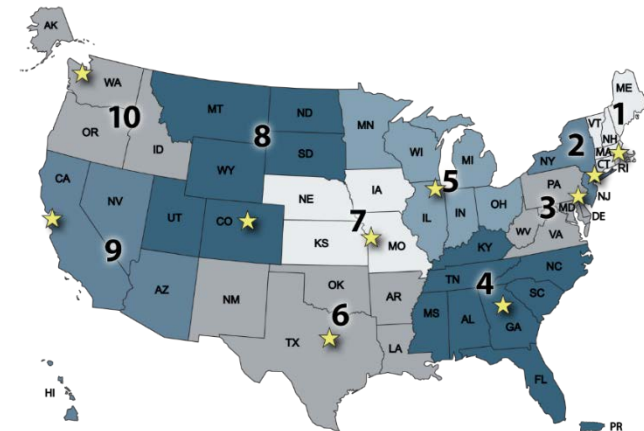 AK
WA
MT
ND
MN
ME
VT
NH
1
10
8
2
OR
ID
SD
WI
MI
NY
MA
CT
RI
WY
5
PA
NJ
CA
NV
NE
IA
OH
3
MD
DE
UT
CO
7
IL
IN
WV
VA
9
KS
MO
KY
NC
AZ
NM
OK
AR
TN
4
SC
6
MS
AL
GA
TX
LA
FL
HI
PR